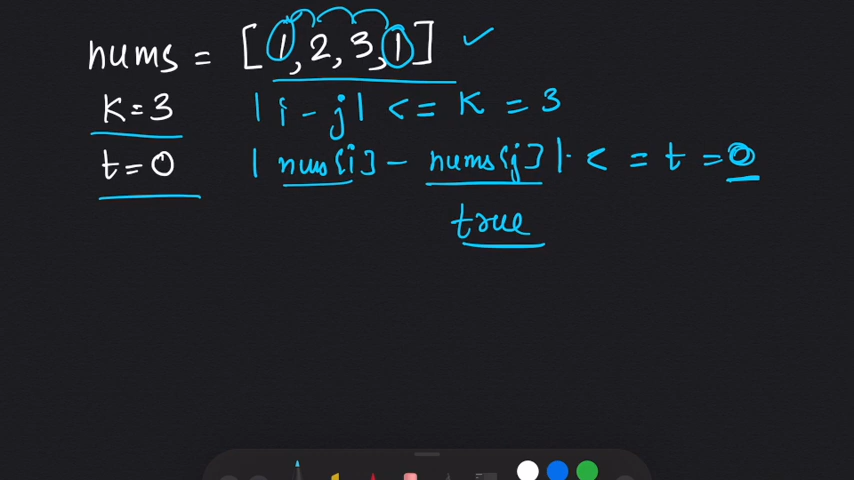 nums = [1, 2, 3, 1] ✓
K = 3 |i - j| <= K = 3
t = 0 |nums[i] - nums[j]| <= t = 0
true